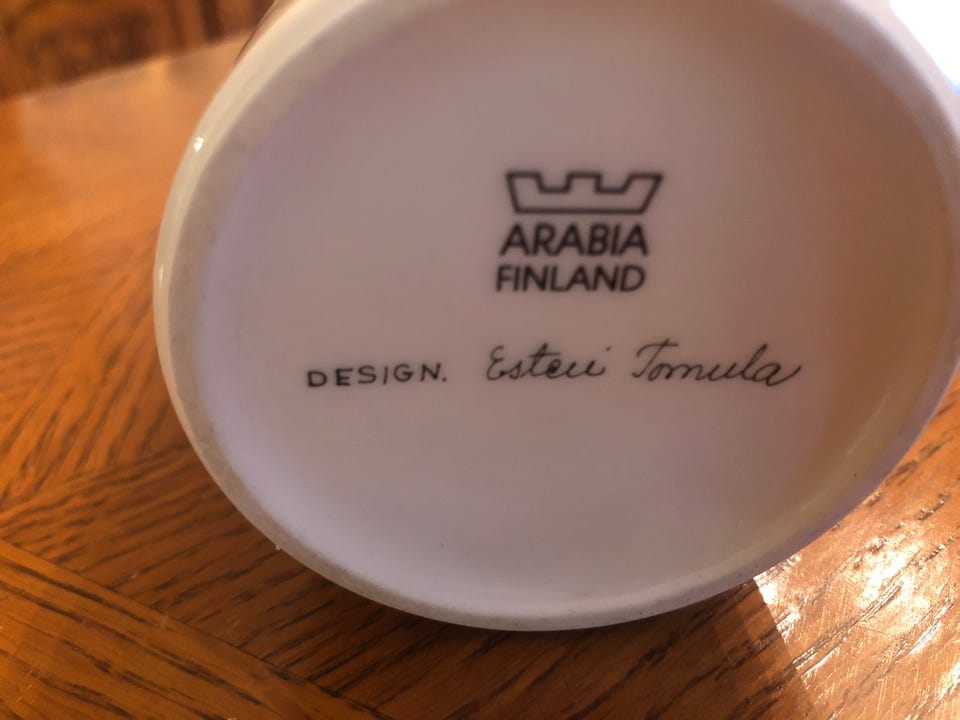 ARABIA
FINLAND
DESIGN. Esteri Tomula